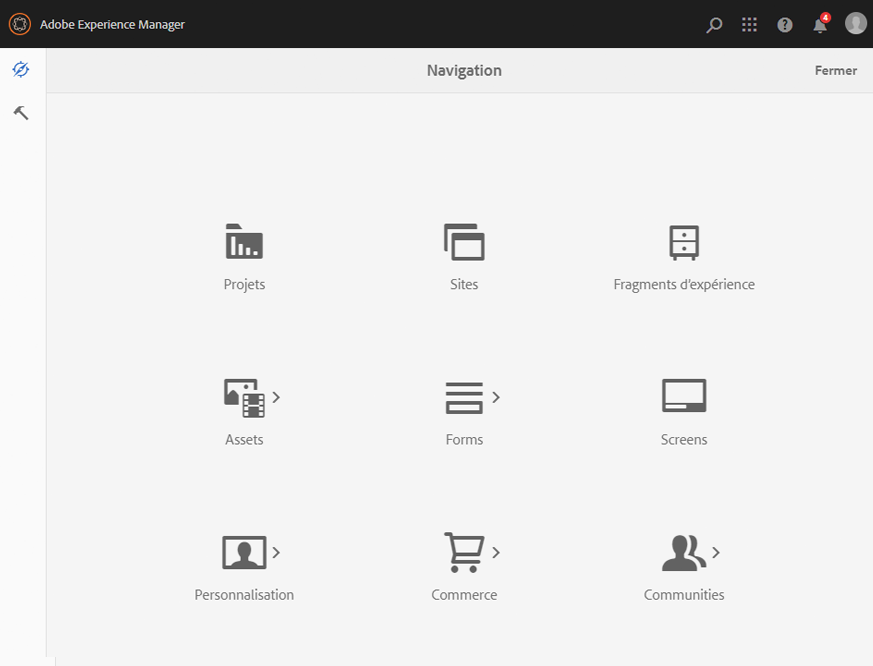 Adobe Experience Manager
4
Navigation
Fermer
Projets
Sites
Fragments d’expérience
Assets
Forms
Screens
Personnalisation
Commerce
Communities